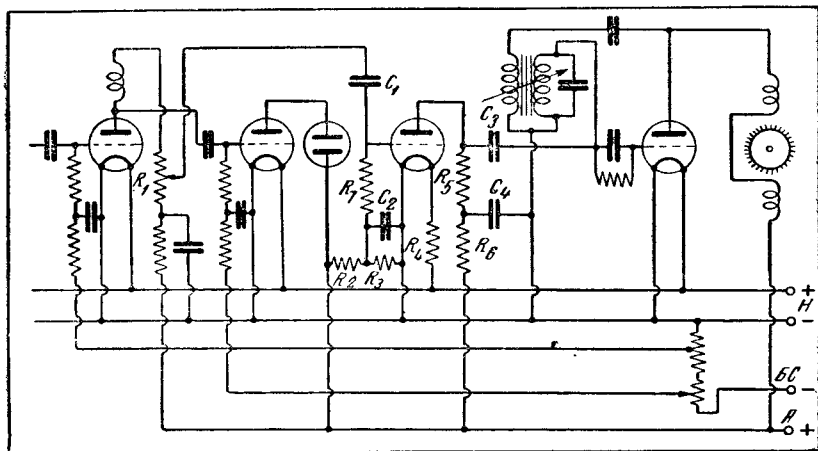 C₁
C₃
R₁
R₇
R₅
C₂
C₄
R₄
R₆
R₂
R₃
+
Н
−
БС
−
А
+